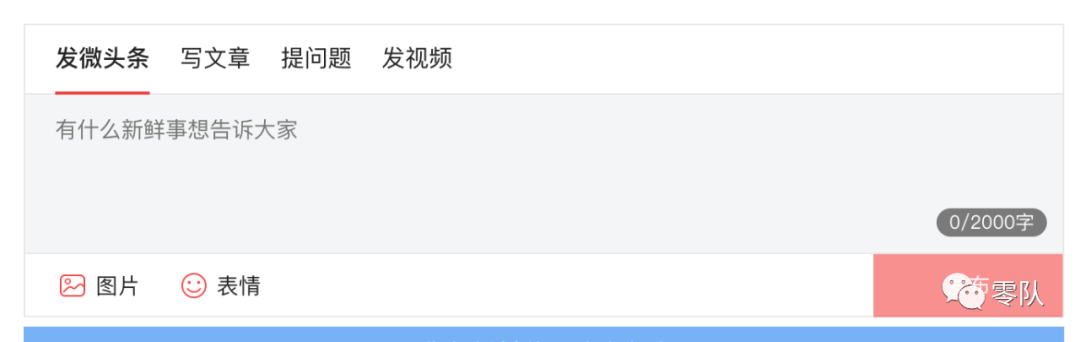 发微头条 写文章 提问题 发视频
有什么新鲜事想告诉大家
0/2000字
图片 表情 布
零队